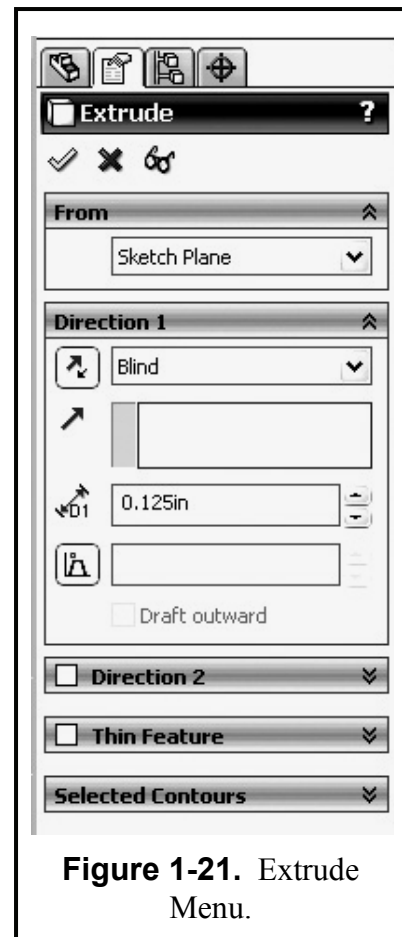 Extrude ?
From
Sketch Plane
Direction 1
Blind
D1 0.125in
Draft outward
Direction 2
Thin Feature
Selected Contours
Figure 1-21. Extrude
Menu.